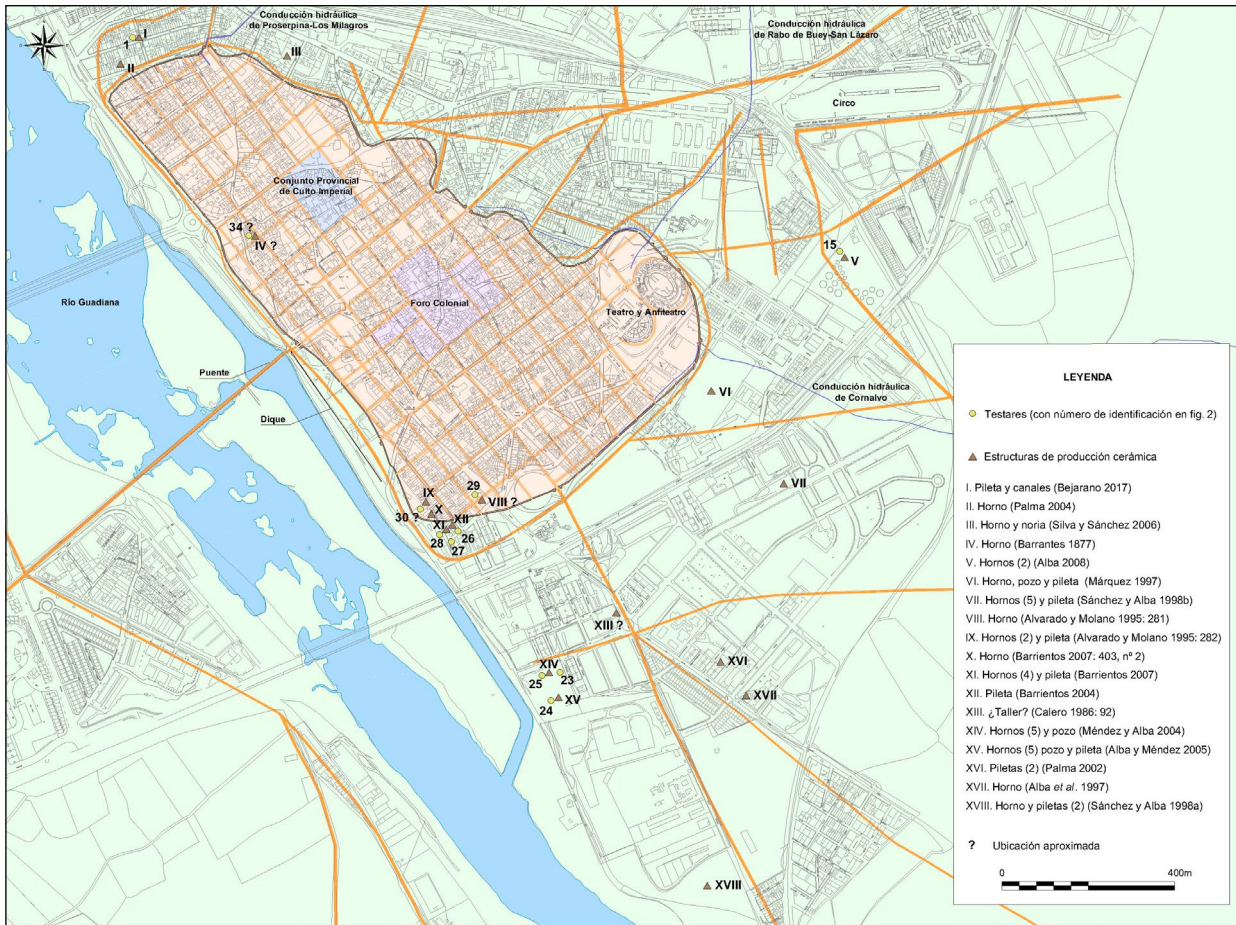 Conducción hidráulica
de Proserpina-Los Milagros
Conducción hidráulica
de Rabo de Buey-San Lázaro
1
I
II
III
Circo
Conjunto Provincial
de Culto Imperial
34 ?
IV ?
15
V
Río Guadiana
Foro Colonial
Teatro y Anfiteatro
Puente
Dique
VI
Conducción hidráulica
de Cornalvo
VII
IX
29
VIII ?
30 ?
X
XI
XII
28
26
27
XIII ?
XIV
25
23
XVI
24
XV
XVII
XVIII
LEYENDA
Testares (con número de identificación en fig. 2)
Estructuras de producción cerámica
I. Pileta y canales (Bejarano 2017)
II. Horno (Palma 2004)
III. Horno y noria (Silva y Sánchez 2006)
IV. Horno (Barrantes 1877)
V. Hornos (2) (Alba 2008)
VI. Horno, pozo y pileta (Márquez 1997)
VII. Hornos (5) y pileta (Sánchez y Alba 1998b)
VIII. Horno (Alvarado y Molano 1995: 281)
IX. Hornos (2) y pileta (Alvarado y Molano 1995: 282)
X. Horno (Barrientos 2007: 403, nº 2)
XI. Hornos (4) y pileta (Barrientos 2007)
XII. Pileta (Barrientos 2004)
XIII. ¿Taller? (Calero 1986: 92)
XIV. Hornos (5) y pozo (Méndez y Alba 2004)
XV. Hornos (5) pozo y pileta (Alba y Méndez 2005)
XVI. Piletas (2) (Palma 2002)
XVII. Horno (Alba et al. 1997)
XVIII. Horno y piletas (2) (Sánchez y Alba 1998a)
? Ubicación aproximada
0 400m